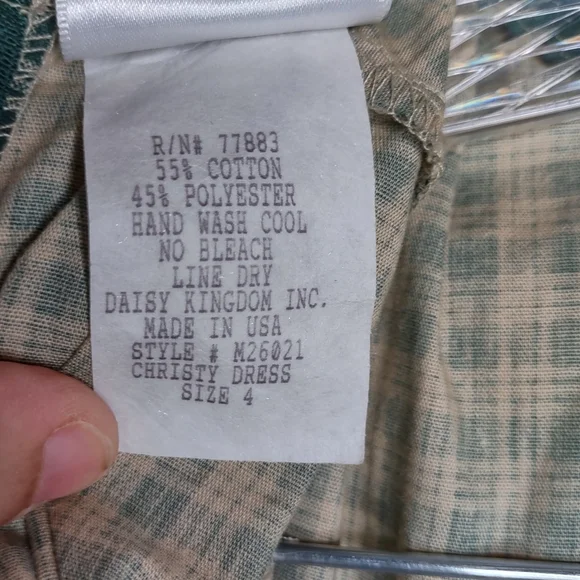 R/N# 77883
55% COTTON
45% POLYESTER
HAND WASH COOL
NO BLEACH
LINE DRY
DAISY KINGDOM INC.
MADE IN USA
STYLE # M26021
CHRISTY DRESS
SIZE 4